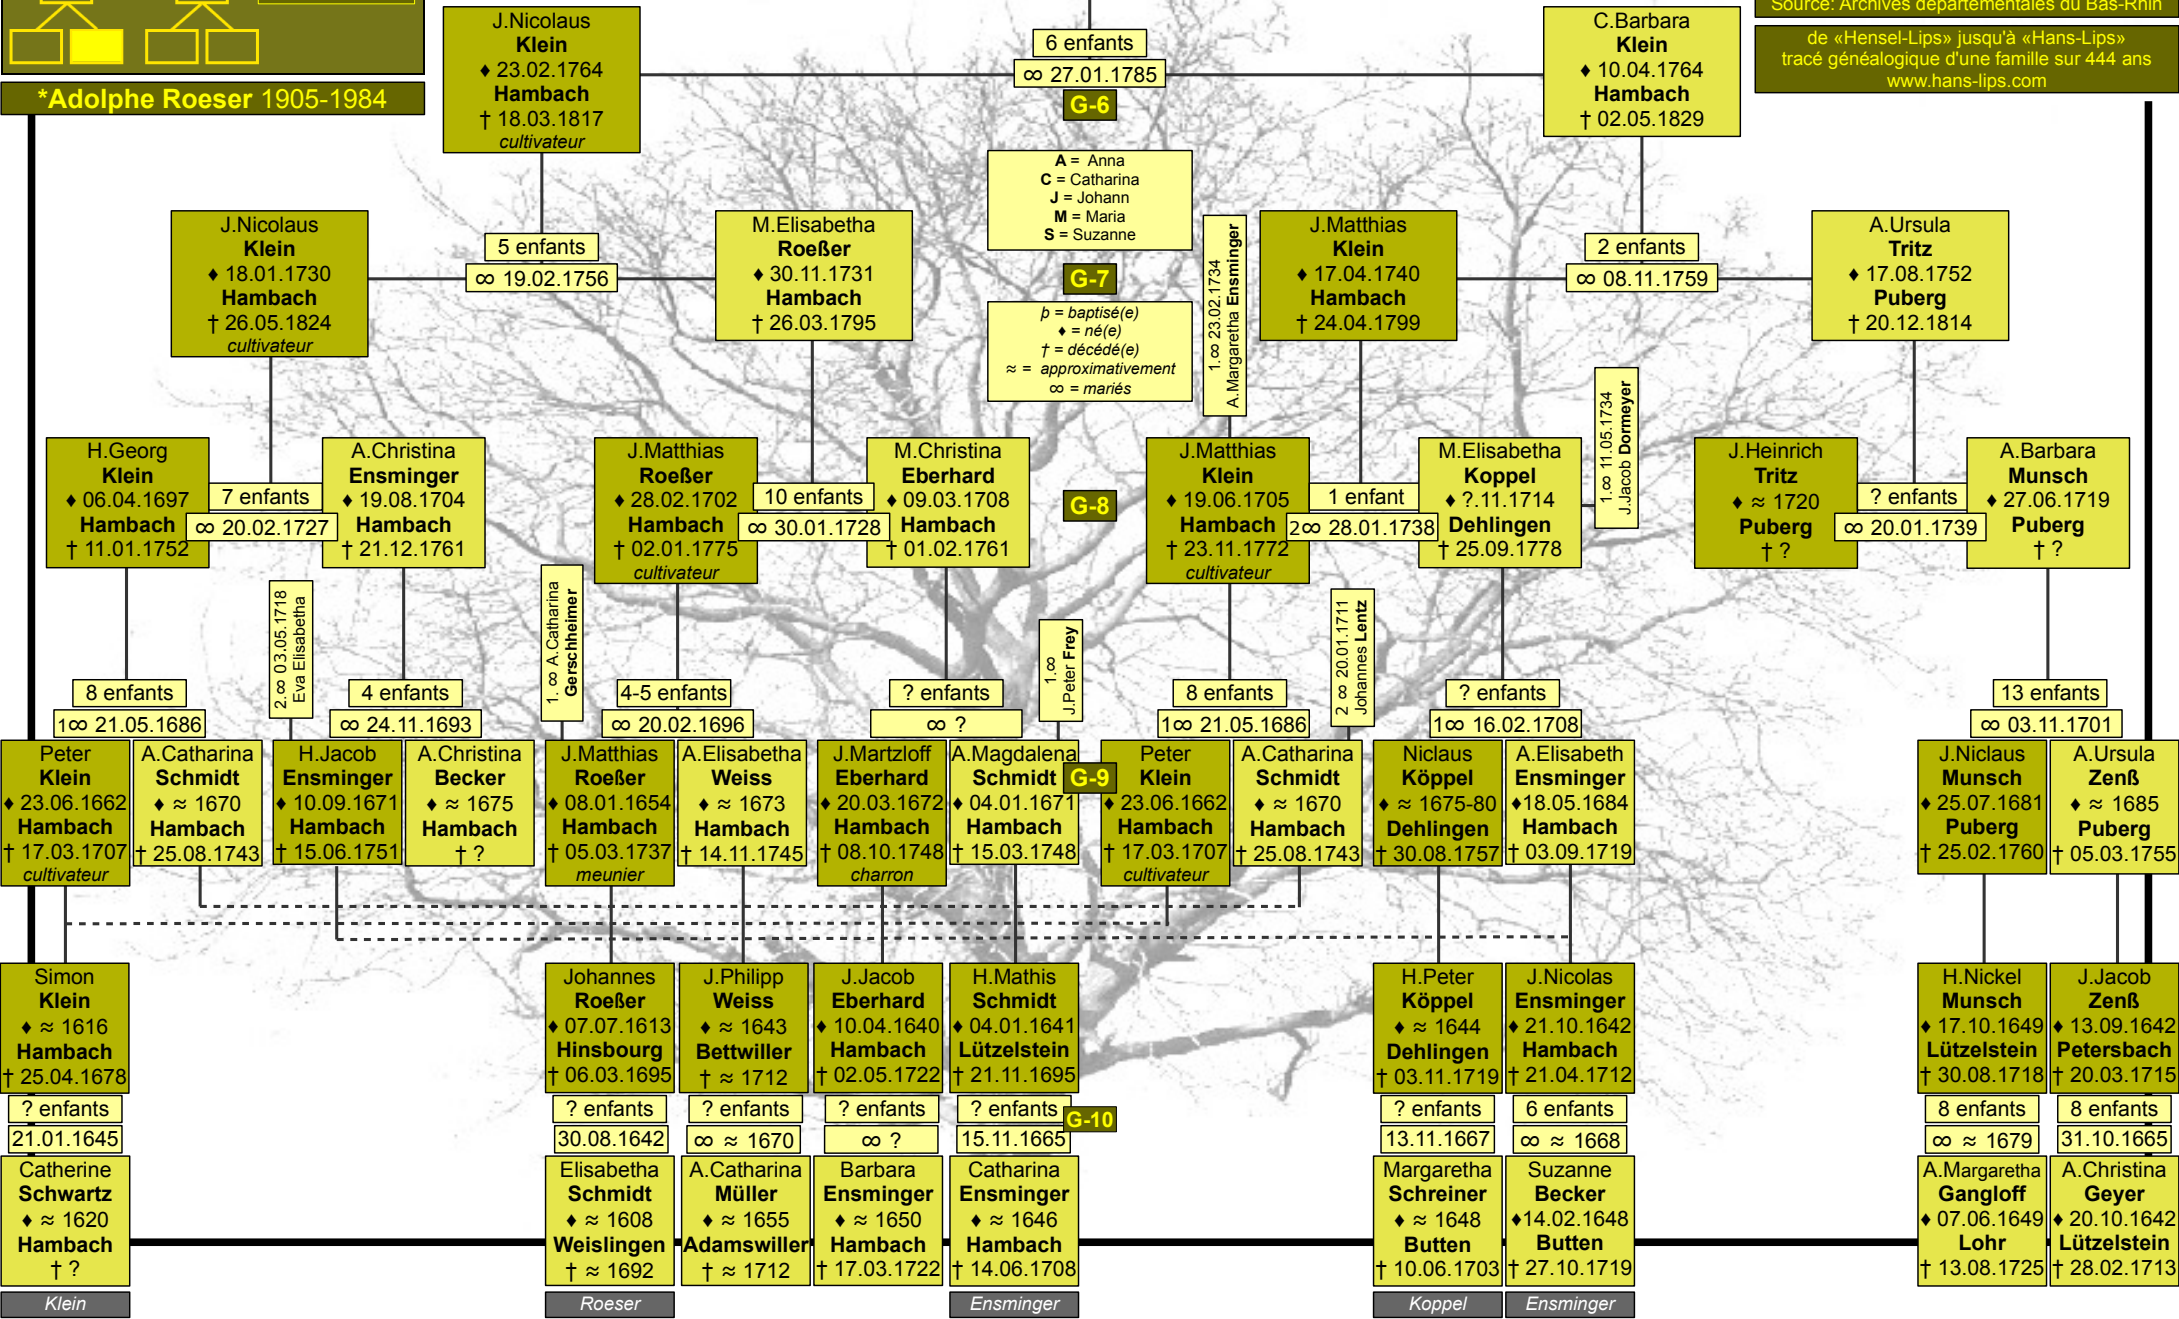 Source: Archives départementales du Bas-Rhin
de «Hensel-Lips» jusqu'à «Hans-Lips»
tracé généalogique d'une famille sur 444 ans
www.hans-lips.com
*Adolphe Roeser 1905-1984
J.Nicolaus
Klein
♦ 23.02.1764
Hambach
† 18.03.1817
cultivateur
6 enfants
∞ 27.01.1785
G-6
C.Barbara
Klein
♦ 10.04.1764
Hambach
† 02.05.1829
A = Anna
C = Catharina
J = Johann
M = Maria
S = Suzanne
J.Nicolaus
Klein
♦ 18.01.1730
Hambach
† 26.05.1824
cultivateur
5 enfants
∞ 19.02.1756
M.Elisabetha
Roeßer
♦ 30.11.1731
Hambach
† 26.03.1795
G-7
þ = baptisé(e)
♦ = né(e)
† = décédé(e)
≈ = approximativement
∞ = mariés
1.∞ 23.02.1734
A.Margaretha Ensminger
J.Matthias
Klein
♦ 17.04.1740
Hambach
† 24.04.1799
2 enfants
∞ 08.11.1759
A.Ursula
Tritz
♦ 17.08.1752
Puberg
† 20.12.1814
H.Georg
Klein
♦ 06.04.1697
Hambach
† 11.01.1752
7 enfants
∞ 20.02.1727
A.Christina
Ensminger
♦ 19.08.1704
Hambach
† 21.12.1761
J.Matthias
Roeßer
♦ 28.02.1702
Hambach
† 02.01.1775
cultivateur
10 enfants
∞ 30.01.1728
M.Christina
Eberhard
♦ 09.03.1708
Hambach
† 01.02.1761
G-8
J.Matthias
Klein
♦ 19.06.1705
Hambach
† 23.11.1772
cultivateur
1 enfant
2∞ 28.01.1738
M.Elisabetha
Koppel
♦ ?.11.1714
Dehlingen
† 25.09.1778
1.∞ 11.05.1734
J.Jacob Dormeyer
J.Heinrich
Tritz
♦ ≈ 1720
Puberg
† ?
? enfants
∞ 20.01.1739
A.Barbara
Munsch
♦ 27.06.1719
Puberg
† ?
8 enfants
1∞ 21.05.1686
2.∞ 03.05.1718
Eva Elisabetha
4 enfants
∞ 24.11.1693
1. ∞ A.Catharina
Gerschheimer
4-5 enfants
∞ 20.02.1696
? enfants
∞ ?
1.∞
J.Peter Frey
8 enfants
1∞ 21.05.1686
2 ∞ 20.01.1711
Johannes Lentz
? enfants
1∞ 16.02.1708
13 enfants
∞ 03.11.1701
Peter
Klein
♦ 23.06.1662
Hambach
† 17.03.1707
cultivateur
A.Catharina
Schmidt
♦ ≈ 1670
Hambach
† 25.08.1743
H.Jacob
Ensminger
♦ 10.09.1671
Hambach
† 15.06.1751
A.Christina
Becker
♦ ≈ 1675
Hambach
† ?
J.Matthias
Roeßer
♦ 08.01.1654
Hambach
† 05.03.1737
meunier
A.Elisabetha
Weiss
♦ ≈ 1673
Hambach
† 14.11.1745
J.Martzloff
Eberhard
♦ 20.03.1672
Hambach
† 08.10.1748
charron
A.Magdalena
Schmidt
♦ 04.01.1671
Hambach
† 15.03.1748
G-9
Peter
Klein
♦ 23.06.1662
Hambach
† 17.03.1707
cultivateur
A.Catharina
Schmidt
♦ ≈ 1670
Hambach
† 25.08.1743
Niclaus
Köppel
♦ ≈ 1675-80
Dehlingen
† 30.08.1757
A.Elisabeth
Ensminger
♦18.05.1684
Hambach
† 03.09.1719
J.Niclaus
Munsch
♦ 25.07.1681
Puberg
† 25.02.1760
A.Ursula
Zenß
♦ ≈ 1685
Puberg
† 05.03.1755
Simon
Klein
♦ ≈ 1616
Hambach
† 25.04.1678
? enfants
21.01.1645
Catherine
Schwartz
♦ ≈ 1620
Hambach
† ?
Klein
Johannes
Roeßer
♦ 07.07.1613
Hinsbourg
† 06.03.1695
? enfants
30.08.1642
Elisabetha
Schmidt
♦ ≈ 1608
Weislingen
† ≈ 1692
Roeser
J.Philipp
Weiss
♦ ≈ 1643
Bettwiller
† ≈ 1712
? enfants
∞ ≈ 1670
A.Catharina
Müller
♦ ≈ 1655
Adamswiller
† ≈ 1712
J.Jacob
Eberhard
♦ 10.04.1640
Hambach
† 02.05.1722
? enfants
∞ ?
Barbara
Ensminger
♦ ≈ 1650
Hambach
† 17.03.1722
H.Mathis
Schmidt
♦ 04.01.1641
Lützelstein
† 21.11.1695
? enfants
15.11.1665
G-10
Catharina
Ensminger
♦ ≈ 1646
Hambach
† 14.06.1708
Ensminger
H.Peter
Köppel
♦ ≈ 1644
Dehlingen
† 03.11.1719
? enfants
13.11.1667
Margaretha
Schreiner
♦ ≈ 1648
Butten
† 10.06.1703
Koppel
J.Nicolas
Ensminger
♦ 21.10.1642
Hambach
† 21.04.1712
6 enfants
∞ ≈ 1668
Suzanne
Becker
♦14.02.1648
Butten
† 27.10.1719
Ensminger
H.Nickel
Munsch
♦ 17.10.1649
Lützelstein
† 30.08.1718
8 enfants
∞ ≈ 1679
A.Margaretha
Gangloff
♦ 07.06.1649
Lohr
† 13.08.1725
J.Jacob
Zenß
♦ 13.09.1642
Petersbach
† 20.03.1715
8 enfants
31.10.1665
A.Christina
Geyer
♦ 20.10.1642
Lützelstein
† 28.02.1713